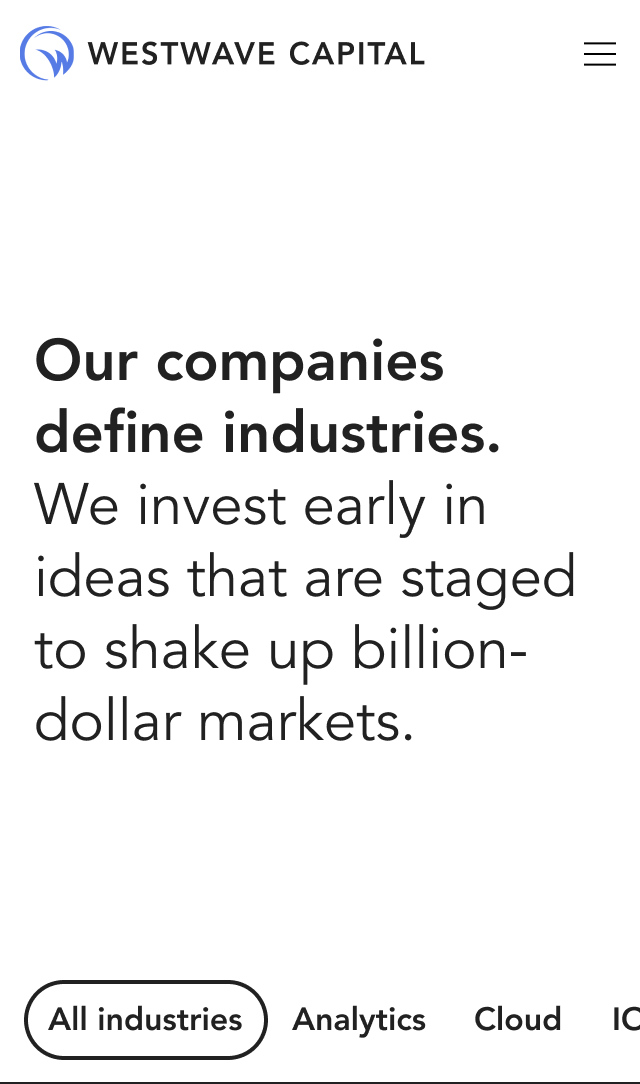 WESTWAVE CAPITAL
Our companies
define industries.
We invest early in
ideas that are staged
to shake up billion-
dollar markets.
All industries Analytics Cloud